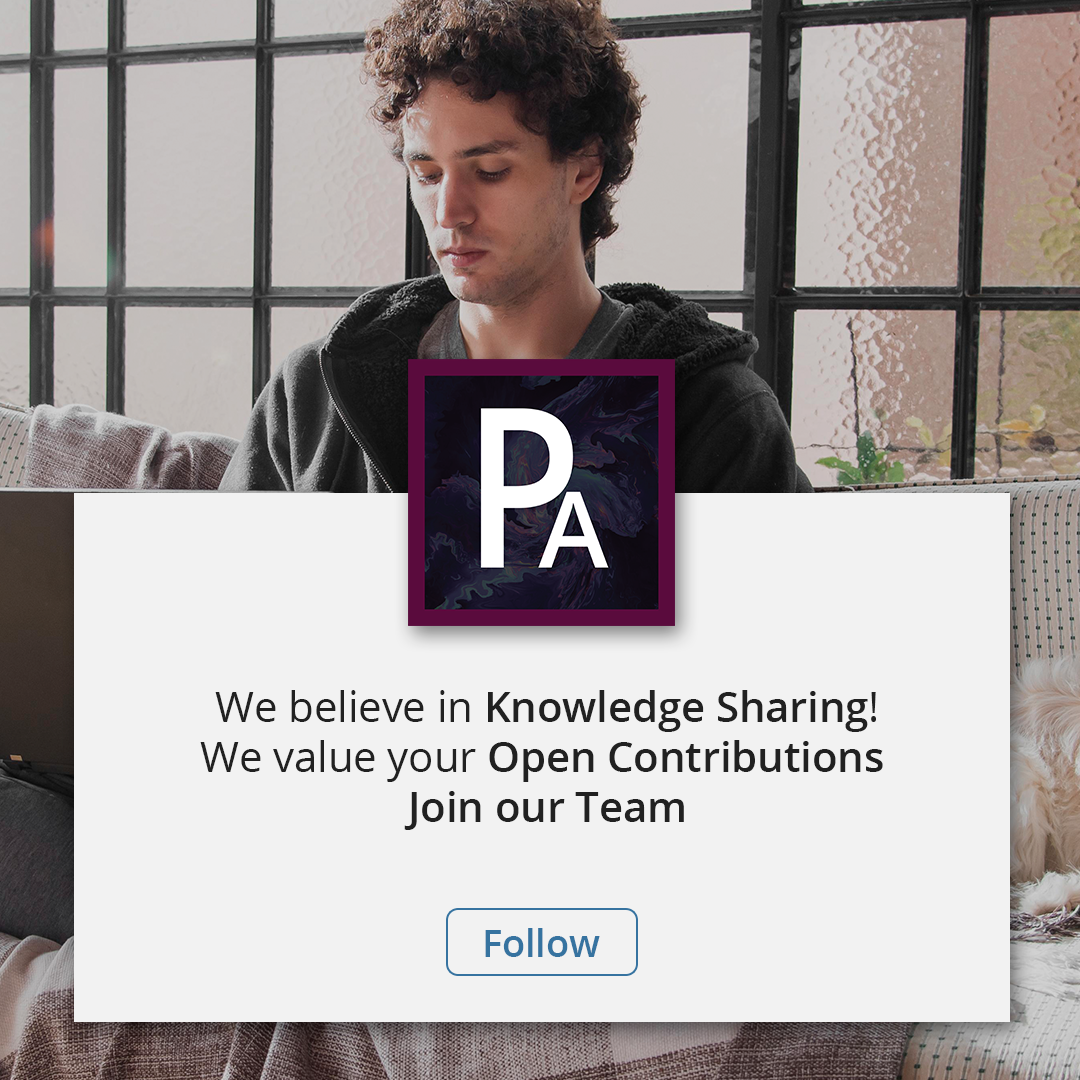 PA
We believe in Knowledge Sharing!
We value your Open Contributions
Join our Team
Follow